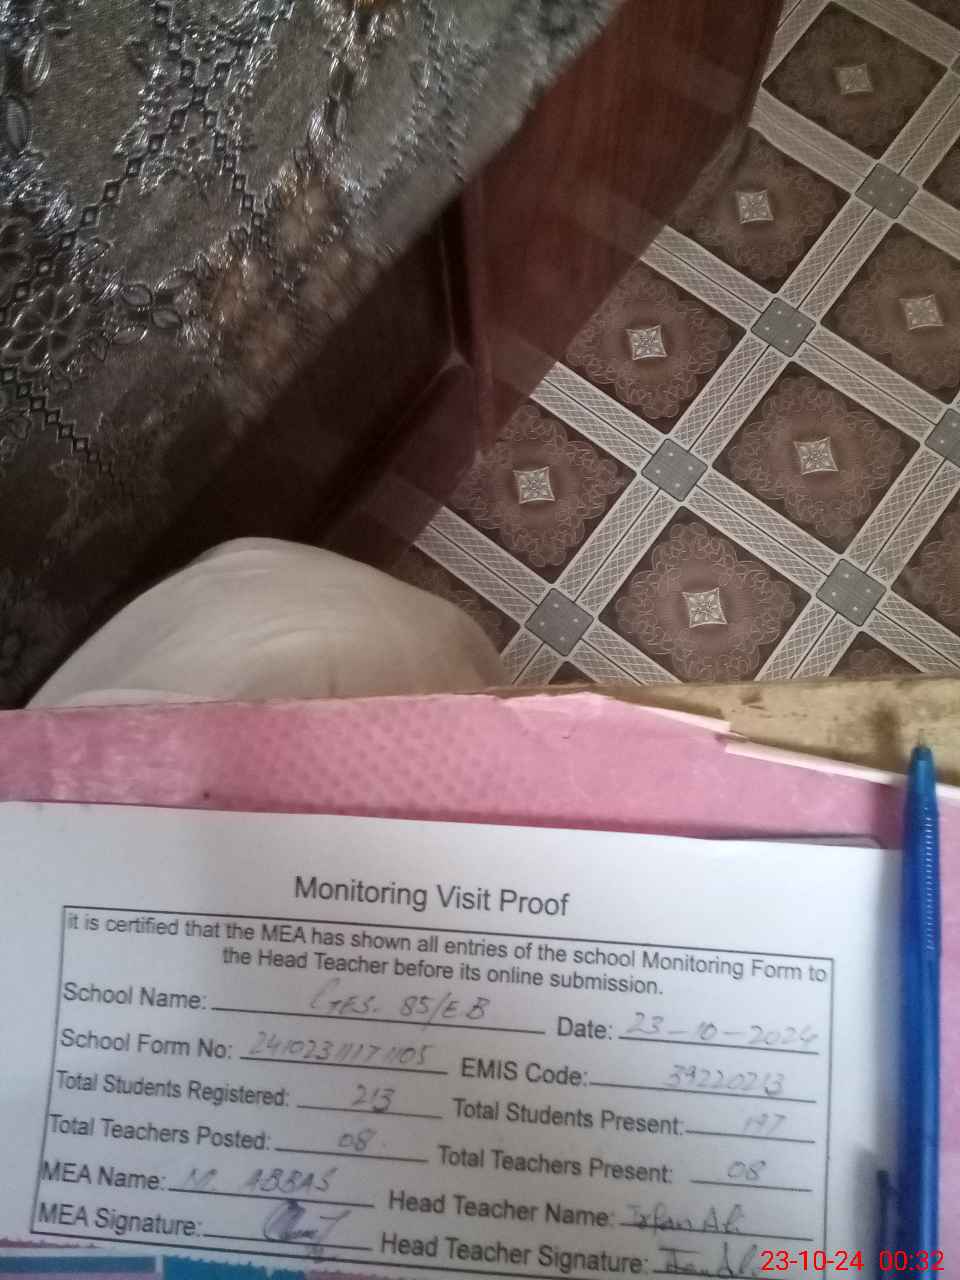 Monitoring Visit Proof
it is certified that the MEA has shown all entries of the school Monitoring Form to
the Head Teacher before its online submission.
School Name: GES. 85/E.B Date: 23-10-2024
School Form No: 24102311171105 EMIS Code: 39220213
Total Students Registered: 213 Total Students Present: 197
Total Teachers Posted: 08 Total Teachers Present: 08
MEA Name: M. ABBAS Head Teacher Name: Irfan Ali
MEA Signature: Head Teacher Signature: Irfan Ali
23-10-24 00:32